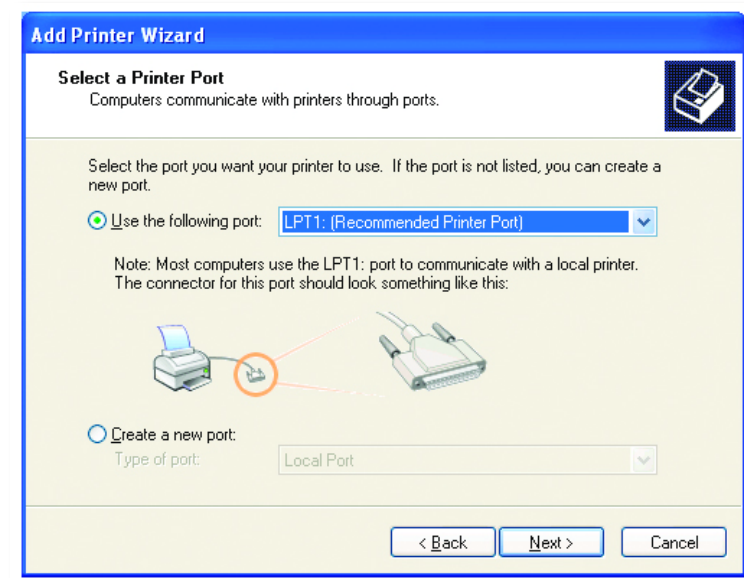 Add Printer Wizard
Select a Printer Port
Computers communicate with printers through ports.
Select the port you want your printer to use. If the port is not listed, you can create a
new port.
Use the following port: LPT1: (Recommended Printer Port)
Note: Most computers use the LPT1: port to communicate with a local printer.
The connector for this port should look something like this:
Create a new port:
Type of port: Local Port
< Back Next > Cancel